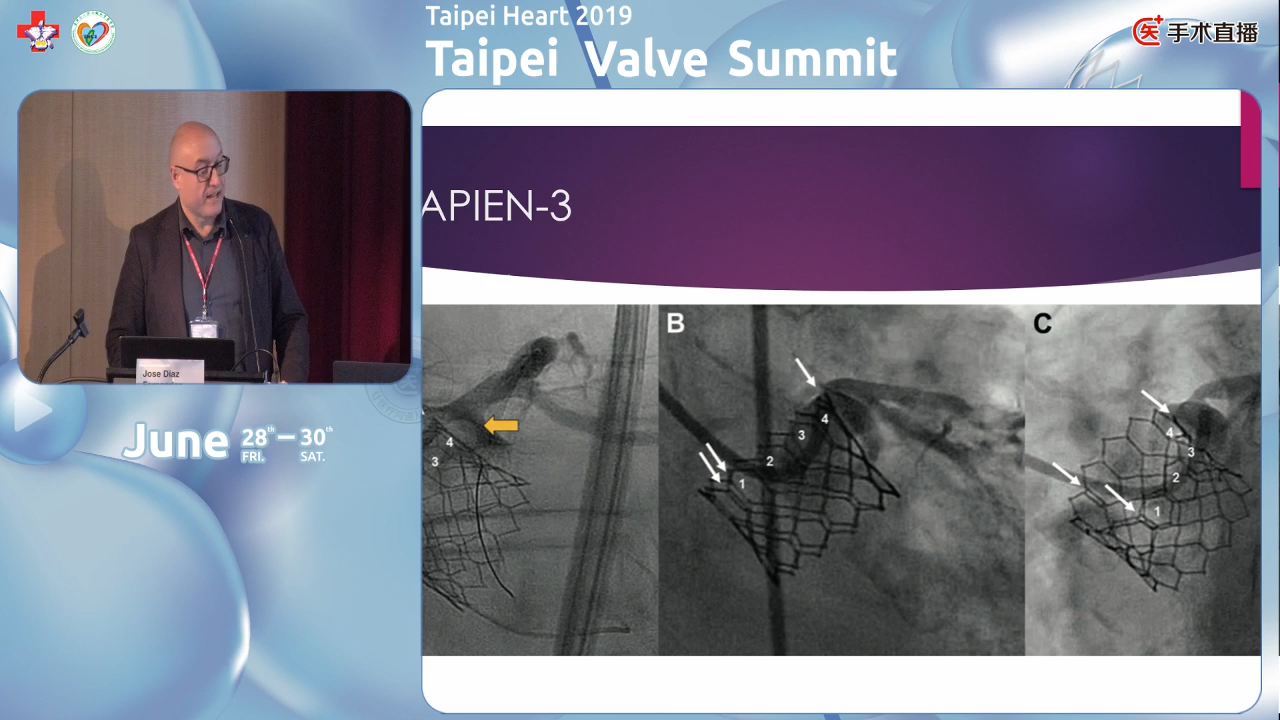 Taipei Heart 2019
Taipei Valve Summit
手术直播
APIEN-3
B
C
4
3
4
3
2
1
4
3
2
1
Jose Diaz
June 28th — 30th
FRI. SAT.